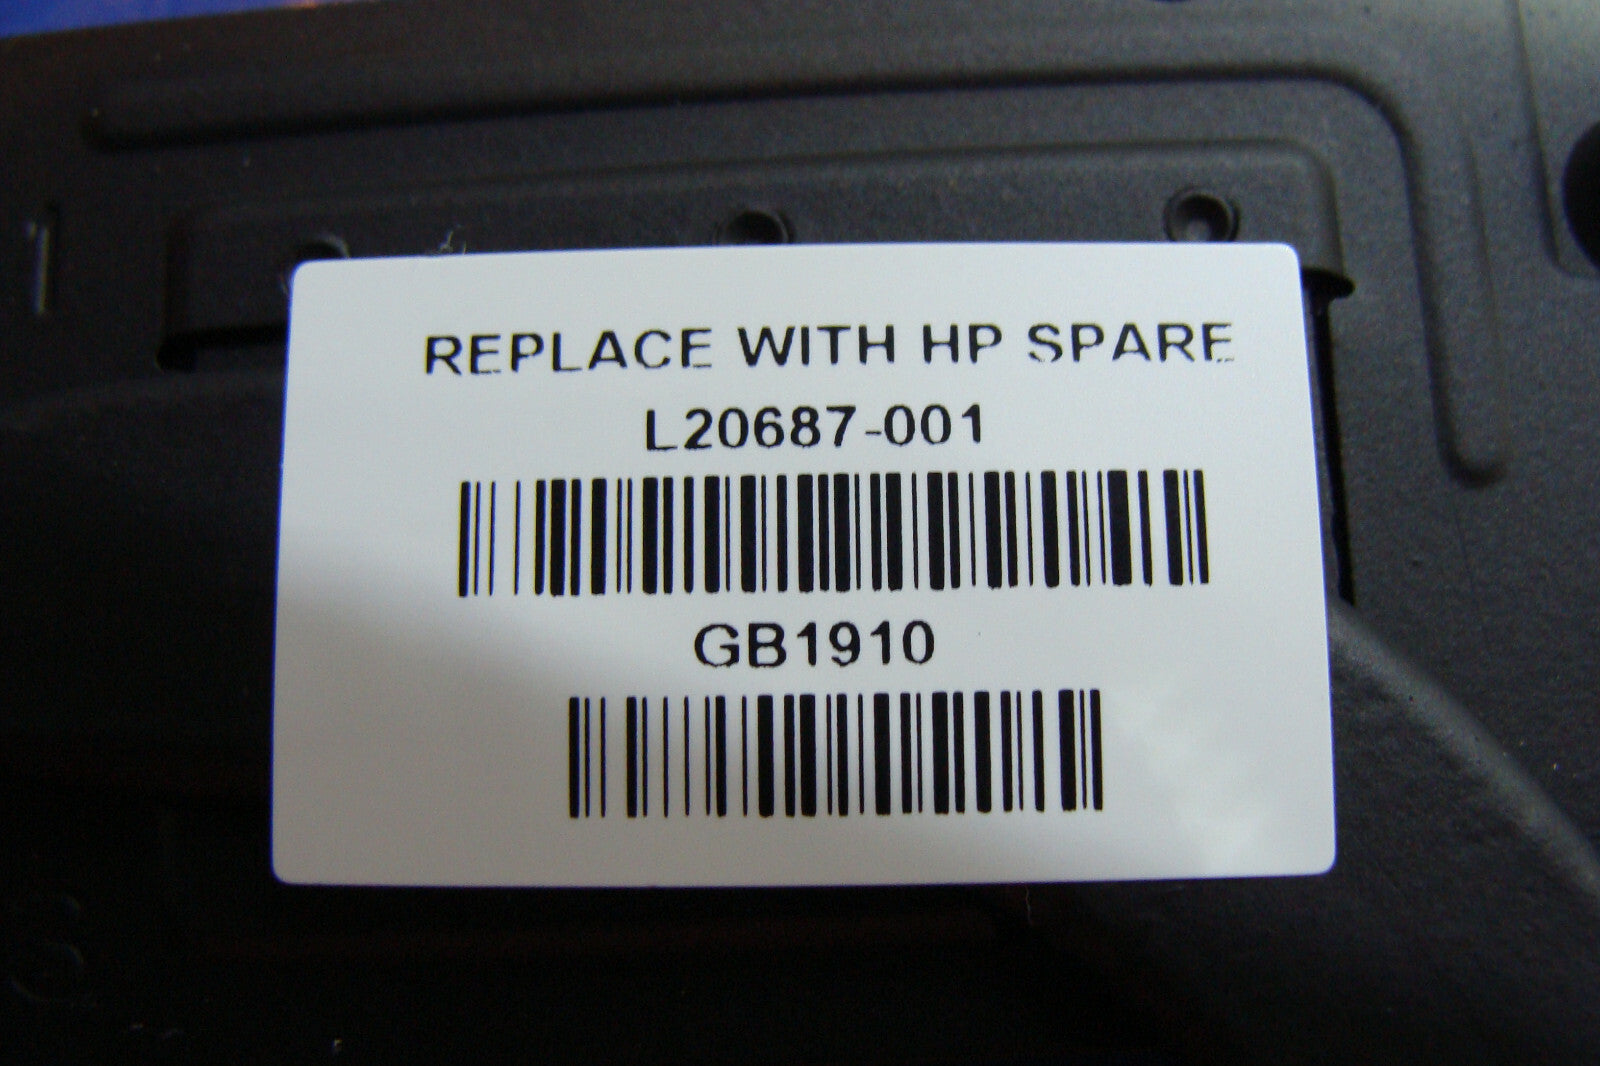 REPLACE WITH HP SPARE
L20687-001
GB1910